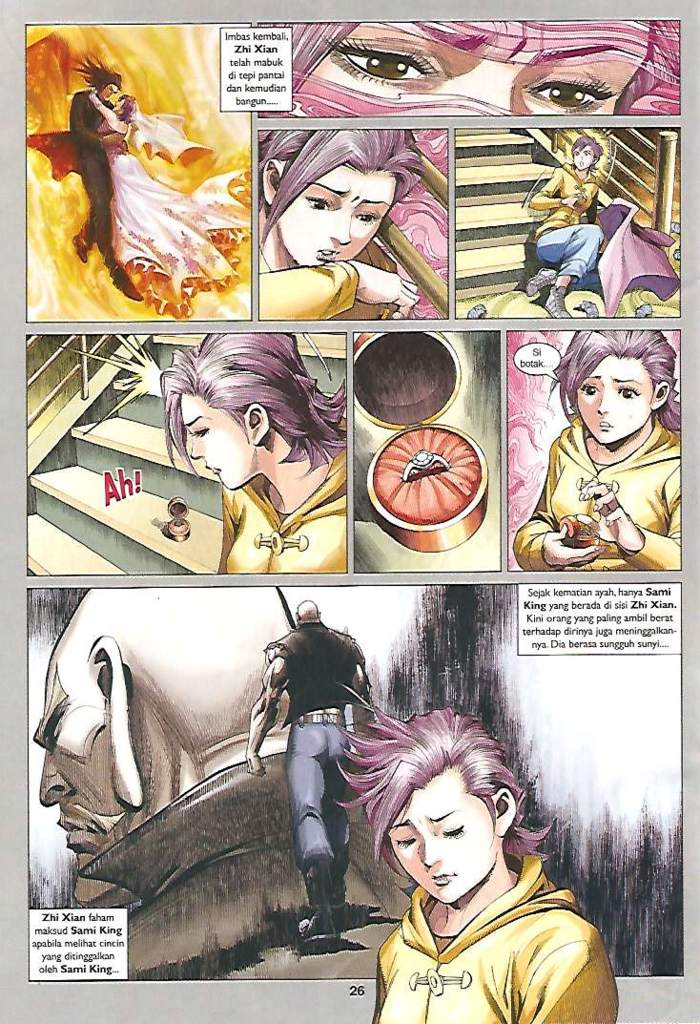 Imbas kembali,
Zhi Xian
telah mabuk
di tepi pantai
dan kemudian
bangun......
Ah!
Si
botak....
Sejak kematian ayah, hanya Sami
King yang berada di sisi Zhi Xian.
Kini orang yang paling ambil berat
terhadap dirinya juga meninggalkan-
nya. Dia berasa sungguh sunyi....
Zhi Xian faham
maksud Sami King
apabila melihat cincin
yang ditinggalkan
oleh Sami King...
26